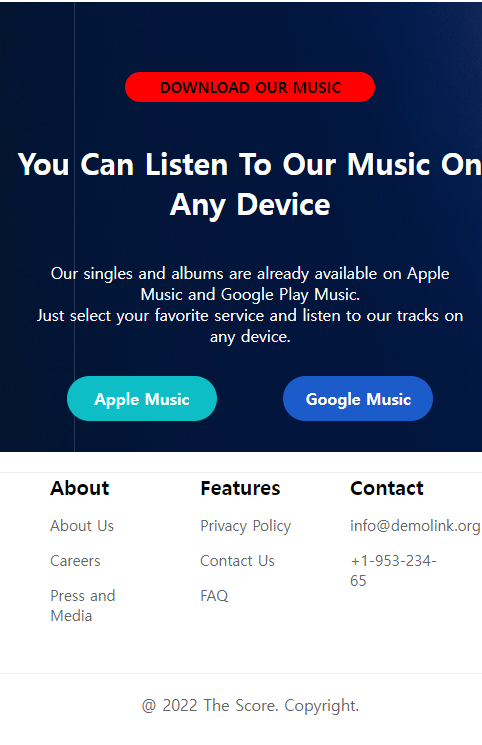 DOWNLOAD OUR MUSIC
You Can Listen To Our Music On
Any Device
Our singles and albums are already available on Apple
Music and Google Play Music.
Just select your favorite service and listen to our tracks on
any device.
Apple Music
Google Music
About
About Us
Careers
Press and
Media
Features
Privacy Policy
Contact Us
FAQ
Contact
info@demolink.org
+1-953-234-
65
@ 2022 The Score. Copyright.